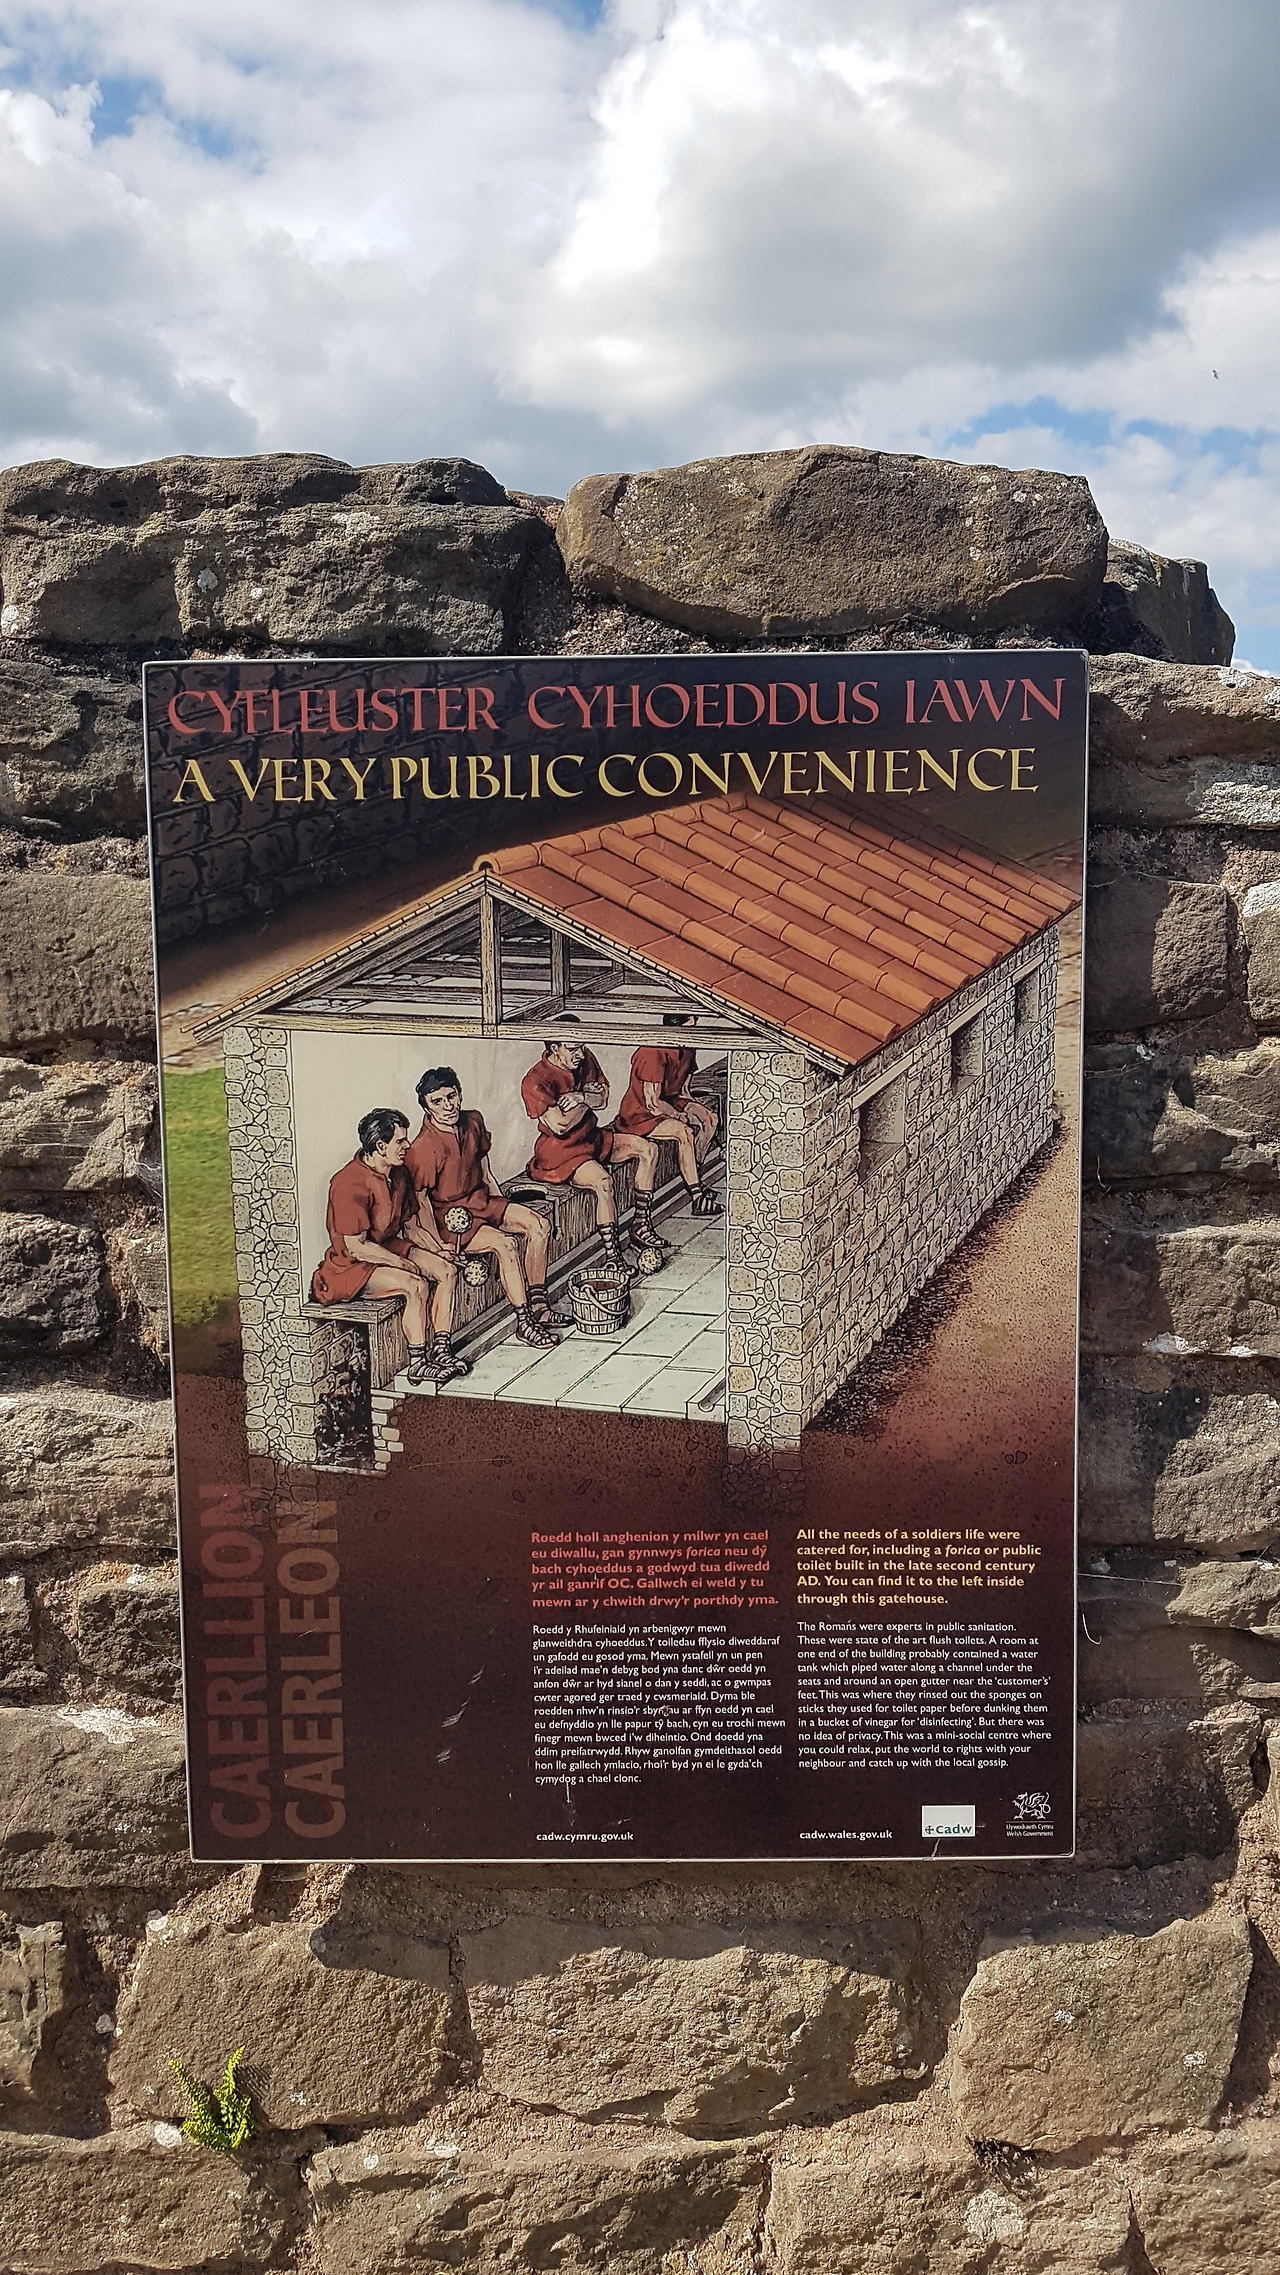 CYFLEUSTER CYHOEDDUS IAWN
A VERY PUBLIC CONVENIENCE
CAERLLION
CAERLEON
Roedd holl anghenion y milwr yn cael
eu diwallu, gan gynnwys forica neu dŷ
bach cyhoeddus a godwyd tua diwedd
yr ail ganrif OC. Gallwch ei weld y tu
mewn ar y chwith drwy'r porthdy yma.
Roedd y Rhufeiniaid yn arbenigwyr mewn
glanweithdra cyhoeddus. Y toiledau fflysio diweddaraf
un gafodd eu gosod yma. Mewn ystafell yn un pen
i'r adeilad mae'n debyg bod yna danc dŵr oedd yn
anfon dŵr ar hyd sianel o dan y seddi, ac o gwmpas
cwter agored ger traed y cwsmeriaid. Dyma ble
roedden nhw'n rinsio'r sbyngau ar ffyn oedd yn cael
eu defnyddio yn lle papur tŷ bach, cyn eu trochi mewn
finegr mewn bwced i'w diheintio. Ond doedd yna
ddim preifatrwydd. Rhyw ganolfan gymdeithasol oedd
hon lle gallech ymlacio, rhoi'r byd yn ei le gyda'ch
cymydog a chael clonc.
cadw.cymru.gov.uk
All the needs of a soldiers life were
catered for, including a forica or public
toilet built in the late second century
AD. You can find it to the left inside
through this gatehouse.
The Romans were experts in public sanitation.
These were state of the art flush toilets. A room at
one end of the building probably contained a water
tank which piped water along a channel under the
seats and around an open gutter near the 'customer's'
feet. This was where they rinsed out the sponges on
sticks they used for toilet paper before dunking them
in a bucket of vinegar for 'disinfecting'. But there was
no idea of privacy. This was a mini-social centre where
you could relax, put the world to rights with your
neighbour and catch up with the local gossip.
cadw.wales.gov.uk
Cadw
Llywodraeth Cymru
Welsh Government